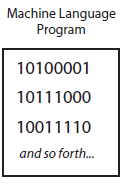 Machine Language
Program
10100001
10111000
10011110
and so forth...